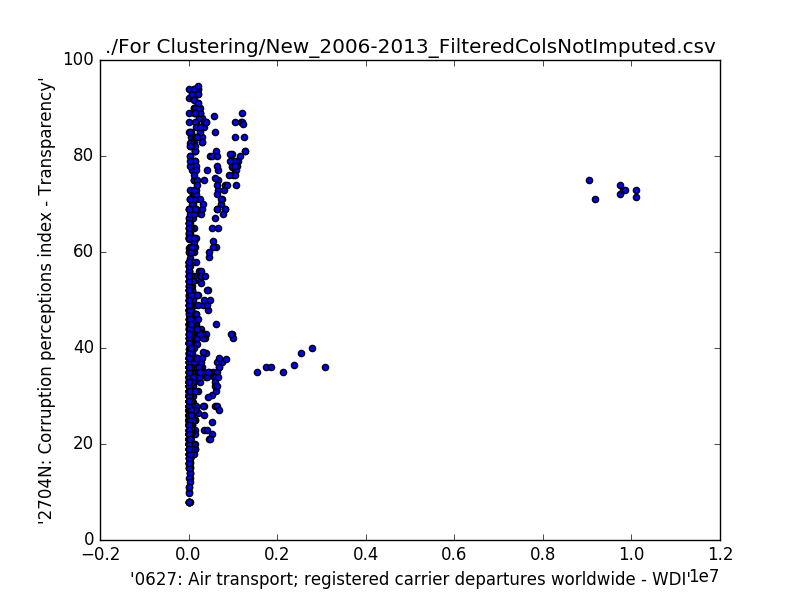 ./For Clustering/New_2006-2013_FilteredColsNotImputed.csv
'2704N: Corruption perceptions index - Transparency'
100
80
60
40
20
0
−0.2 0.0 0.2 0.4 0.6 0.8 1.0 1.2
1e7
'0627: Air transport; registered carrier departures worldwide - WDI'